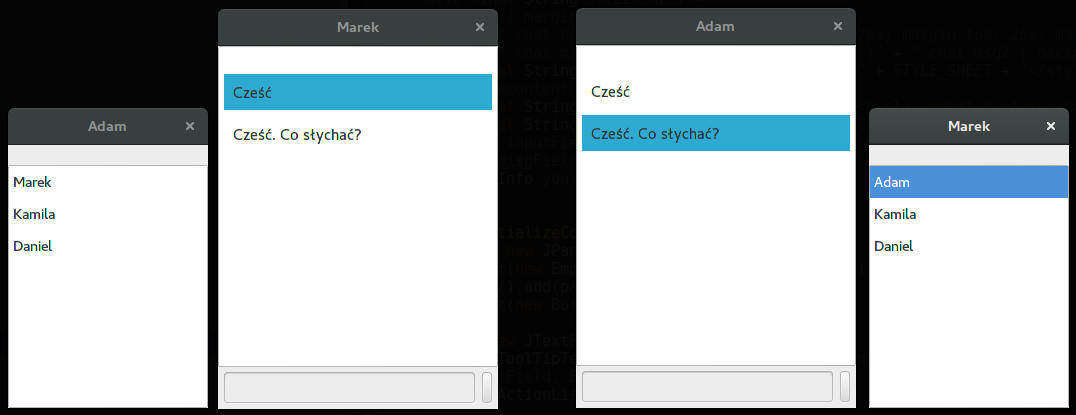 Adam
Marek
Kamila
Daniel
Marek
Cześć
Cześć. Co słychać?
Adam
Cześć
Cześć. Co słychać?
Marek
Adam
Kamila
Daniel